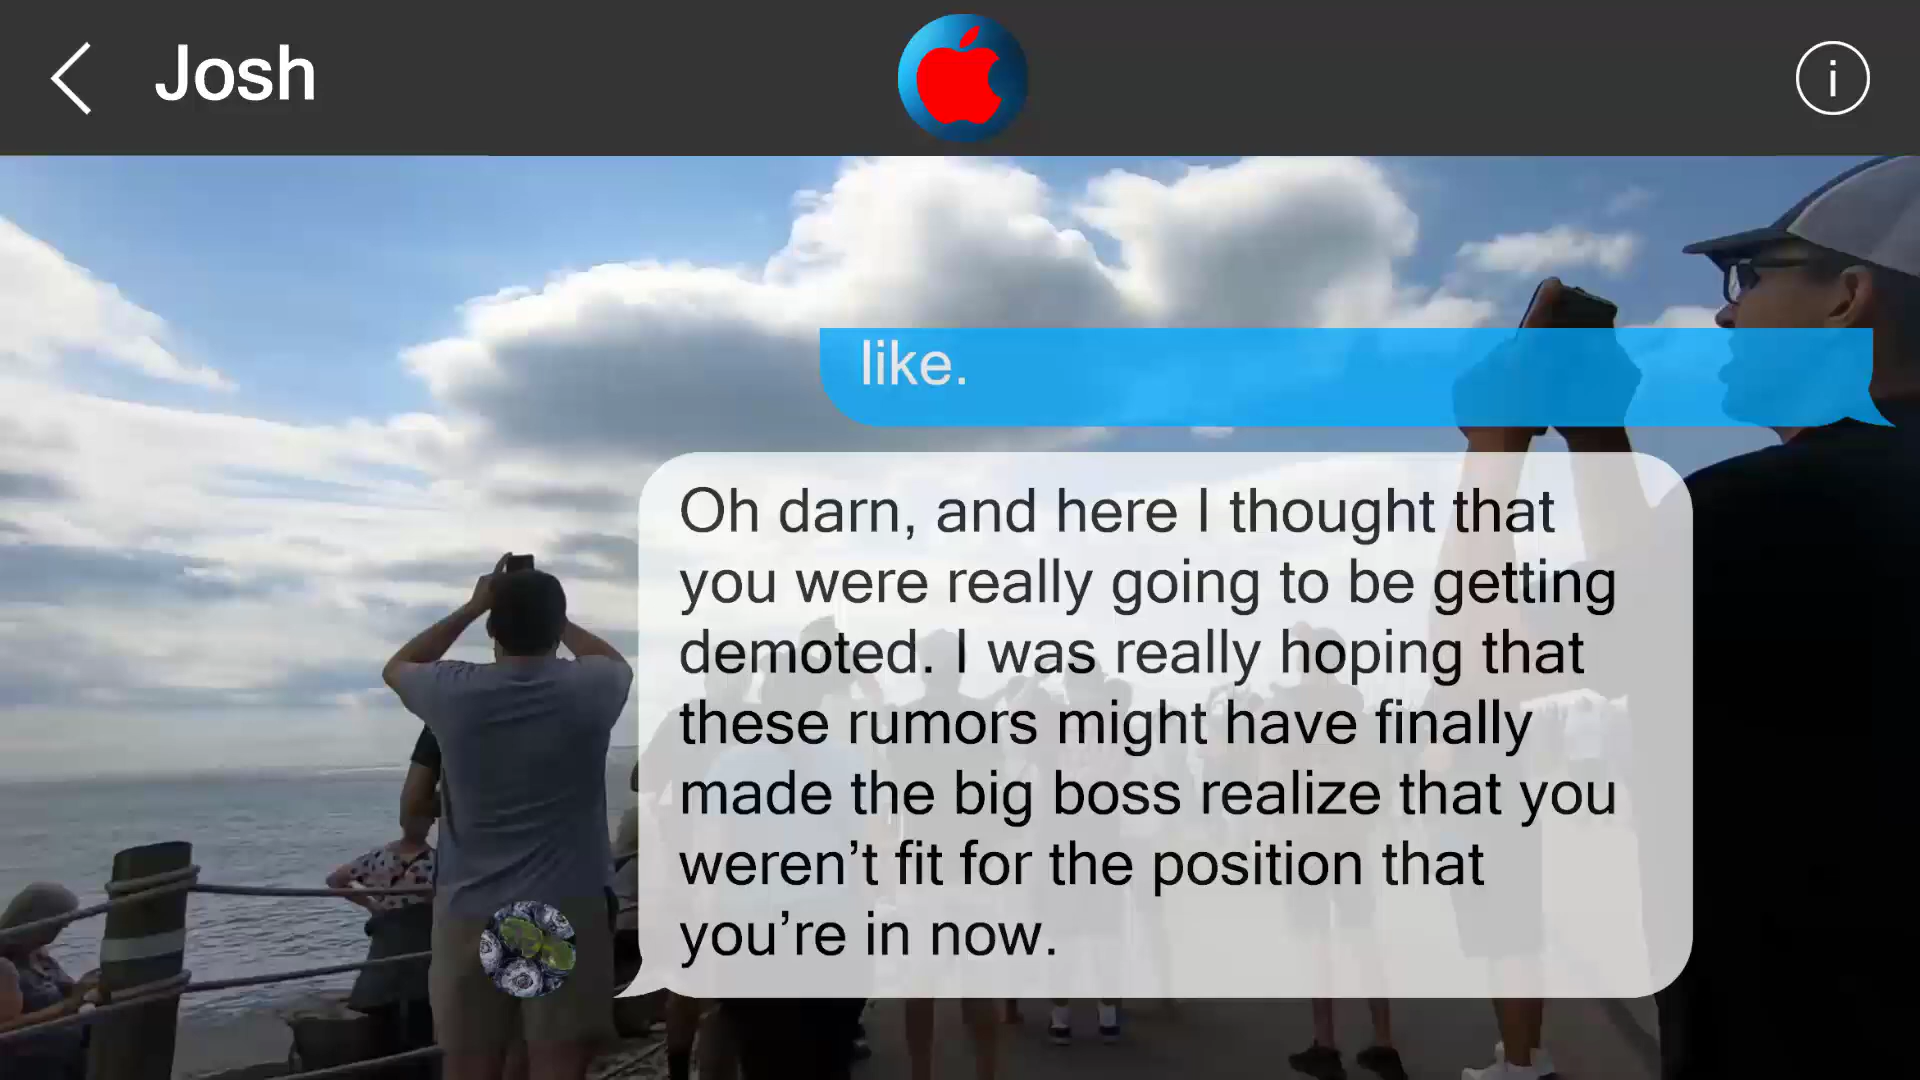 Josh
i
like.
Oh darn, and here I thought that
you were really going to be getting
demoted. I was really hoping that
these rumors might have finally
made the big boss realize that you
weren’t fit for the position that
you’re in now.